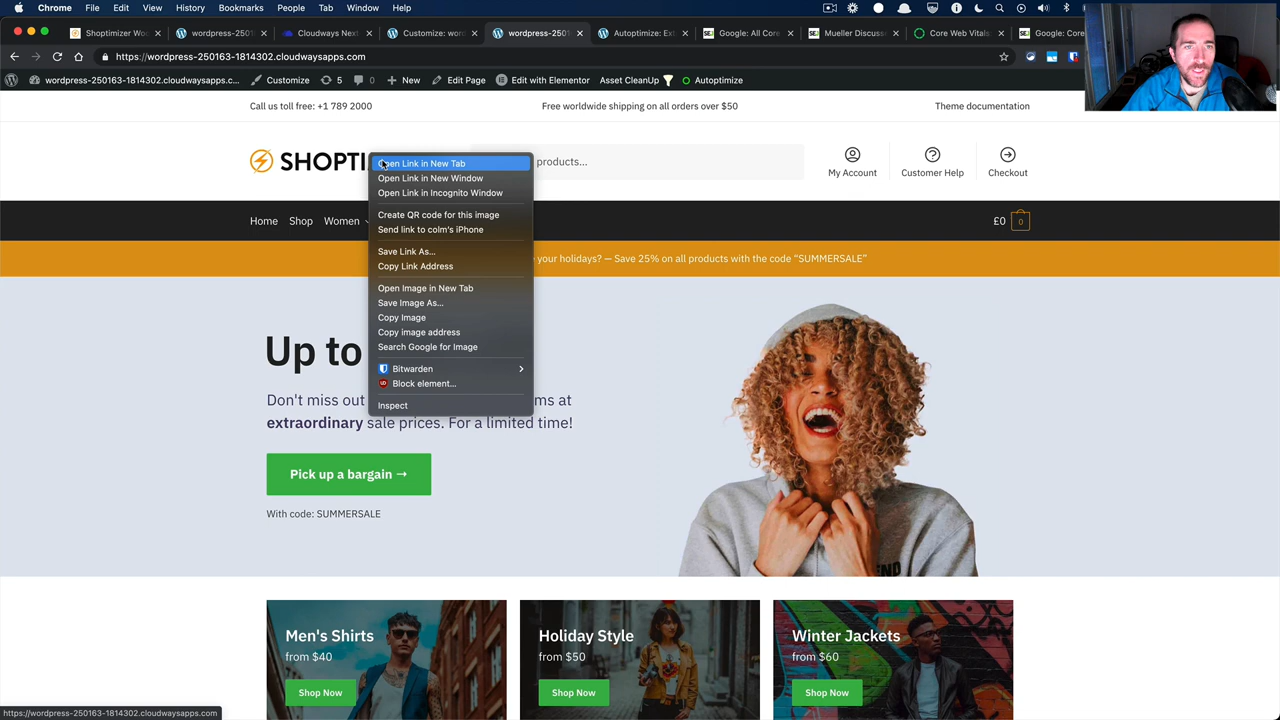 Chrome File Edit View History Bookmarks People Tab Window Help
Shoptimizer Wo
wordpress-2501
Cloudways Next
Customize: wor
wordpress-2501
Autoptimize: Ext
Google: All Core
Mueller Discuss
Core Web Vitals
Google: Core
https://wordpress-250163-1814302.cloudwaysapps.com
wordpress-250163-1814302.cloudwaysapps.c... Customize 5 0 New Edit Page Edit with Elementor Asset CleanUp Autoptimize
Call us toll free: +1 789 2000
Free worldwide shipping on all orders over $50
Theme documentation
SHOPTI
products...
My Account
Customer Help
Checkout
Home Shop Women
£0 0
your holidays? — Save 25% on all products with the code “SUMMERSALE”
Open Link in New Tab
Open Link in New Window
Open Link in Incognito Window
Create QR code for this image
Send link to colm's iPhone
Save Link As...
Copy Link Address
Open Image in New Tab
Save Image As...
Copy Image
Copy image address
Search Google for Image
Bitwarden
Block element...
Inspect
Up to
Don't miss out
ms at
extraordinary sale prices. For a limited time!
Pick up a bargain →
With code: SUMMERSALE
END
Men's Shirts
from $40
Shop Now
Holiday Style
from $50
Shop Now
Winter Jackets
from $60
Shop Now
https://wordpress-250163-1814302.cloudwaysapps.com